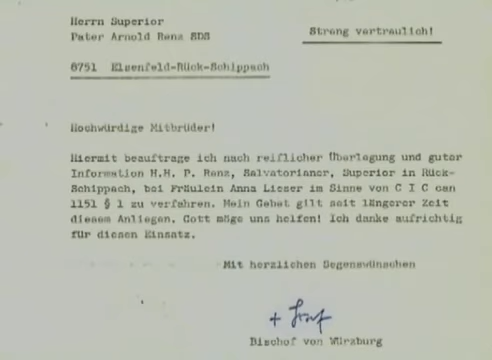 Herrn Superior
Pater Arnold Renz SDS
Streng vertraulich!
8751 Elsenfeld-Rück-Schippach
Hochwürdige Mitbrüder!
Hiermit beauftrage ich nach reiflicher Überlegung und guter
Information H.H. P. Renz, Salvatorianer, Superior in Rück-
Schippach, bei Fräulein Anna Lieser im Sinne von C I C can
1151 § 1 zu verfahren. Mein Gebet gilt seit längerer Zeit
diesem Anliegen. Gott möge uns helfen! Ich danke aufrichtig
für diesen Einsatz.
Mit herzlichen Segenswünschen
Bischof von Würzburg